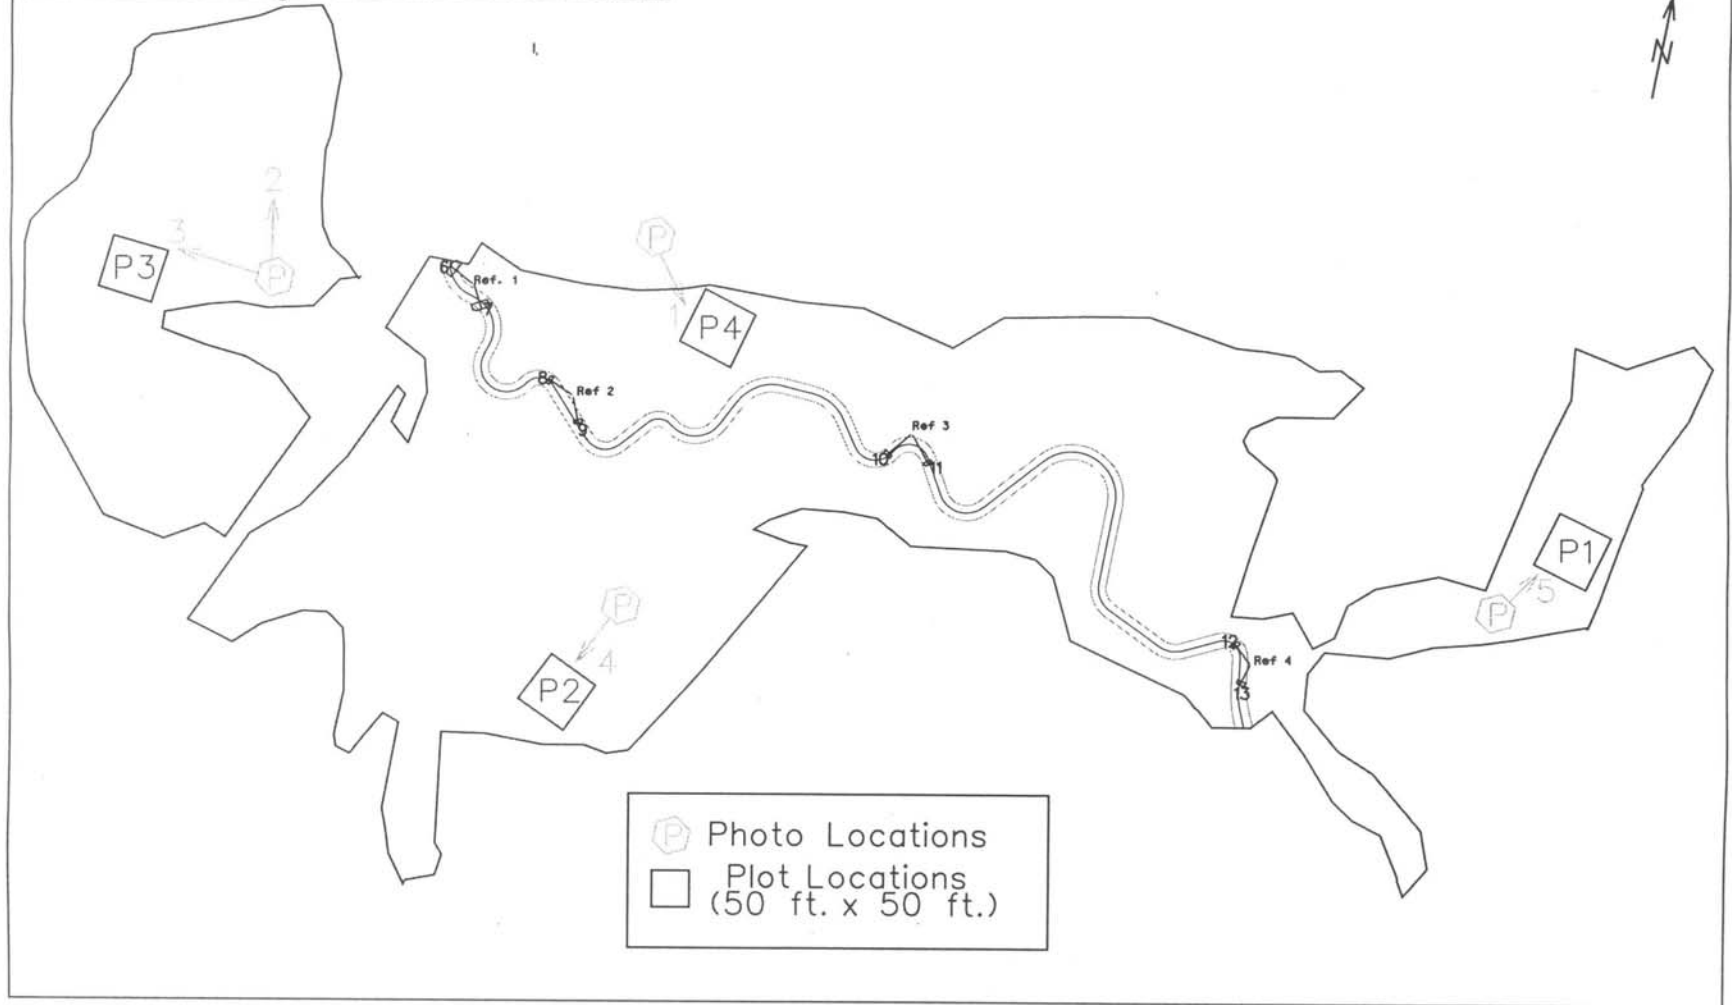 N
2
3
P
P3
P
1
P4
6
Ref. 1
7
8
Ref 2
9
Ref 3
10
11
12
Ref 4
13
P1
P
5
P
4
P2
P Photo Locations
Plot Locations
(50 ft. x 50 ft.)